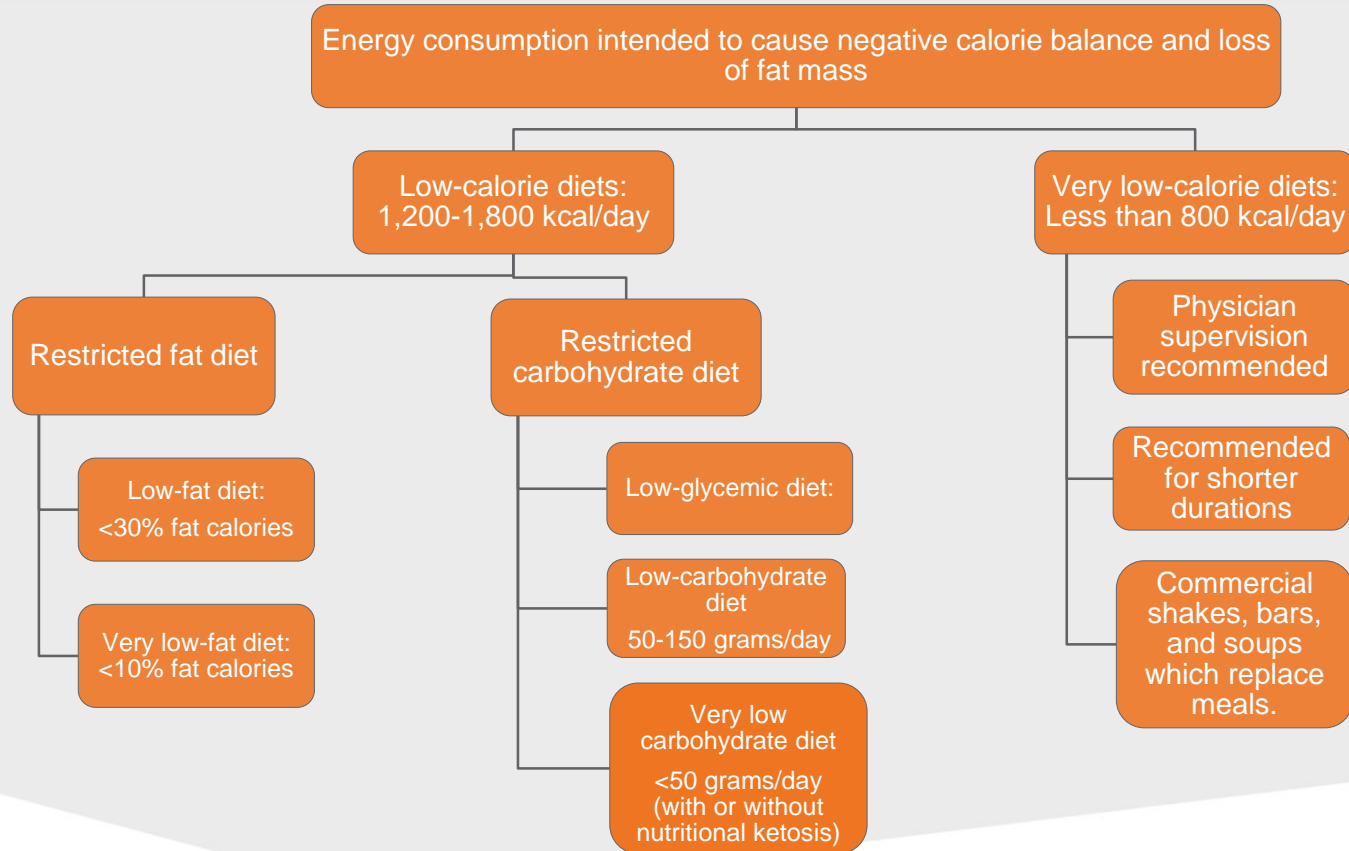 Energy consumption intended to cause negative calorie balance and loss
of fat mass
Low-calorie diets:
1,200-1,800 kcal/day
Very low-calorie diets:
Less than 800 kcal/day
Restricted fat diet
Restricted
carbohydrate diet
Physician
supervision
recommended
Low-fat diet:
<30% fat calories
Low-glycemic diet:
Recommended
for shorter
durations
Very low-fat diet:
<10% fat calories
Low-carbohydrate
diet
50-150 grams/day
Commercial
shakes, bars,
and soups
which replace
meals.
Very low
carbohydrate diet
<50 grams/day
(with or without
nutritional ketosis)